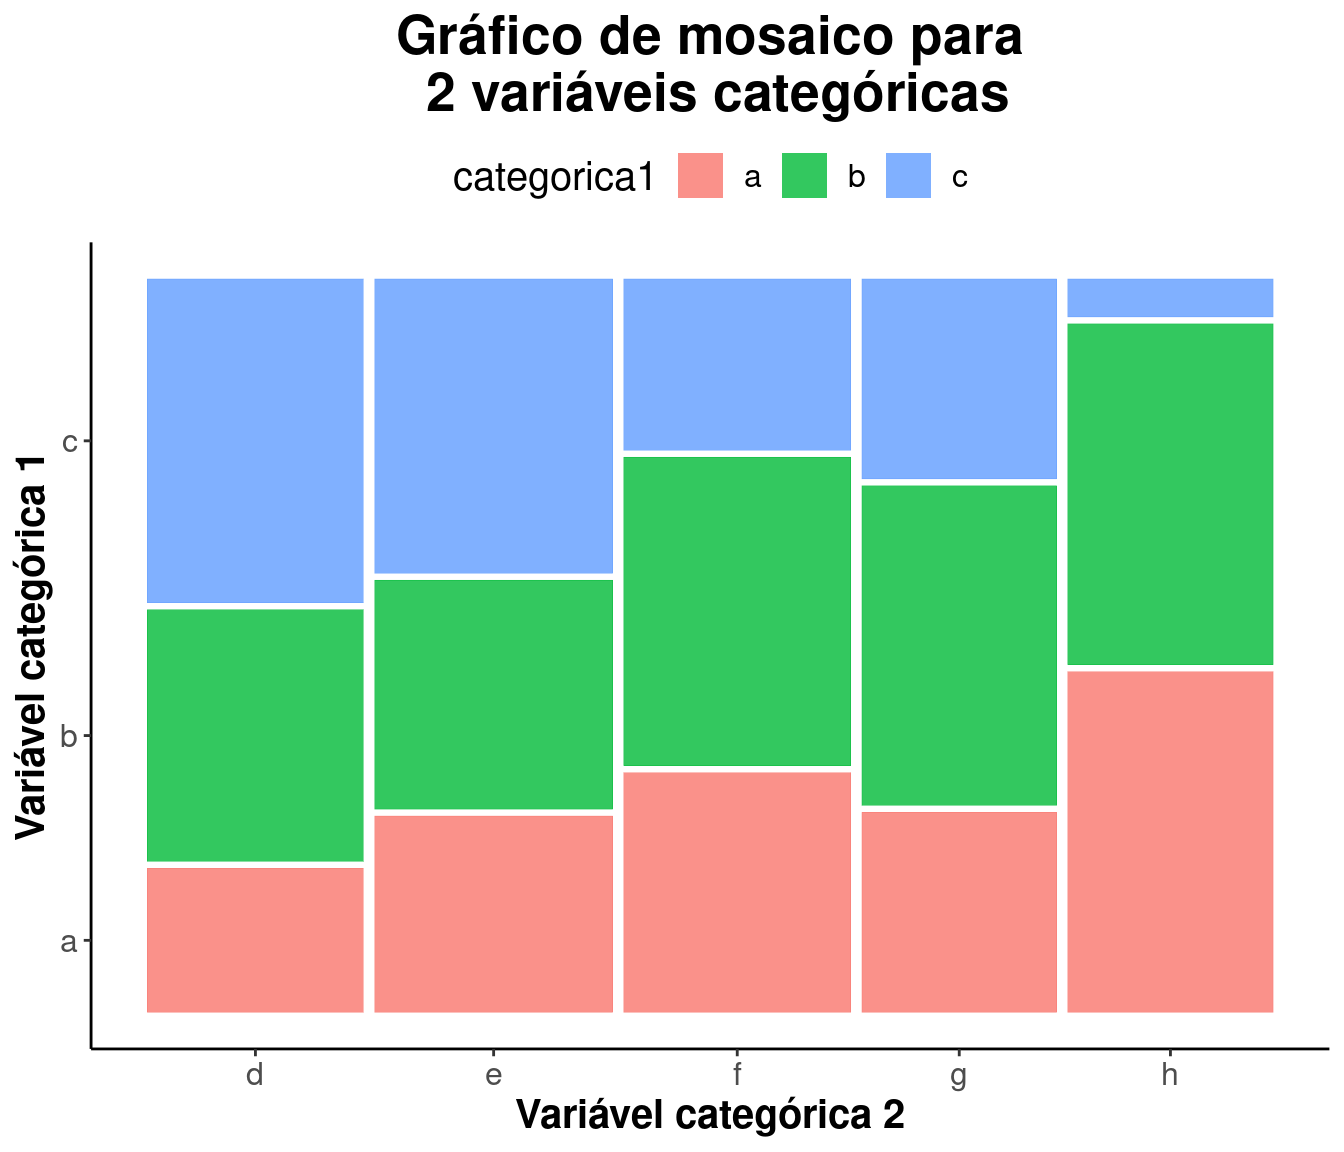 Gráfico de mosaico para
2 variáveis categóricas
categorica1 a b c
Variável categórica 1
c
b
a
d e f g h
Variável categórica 2